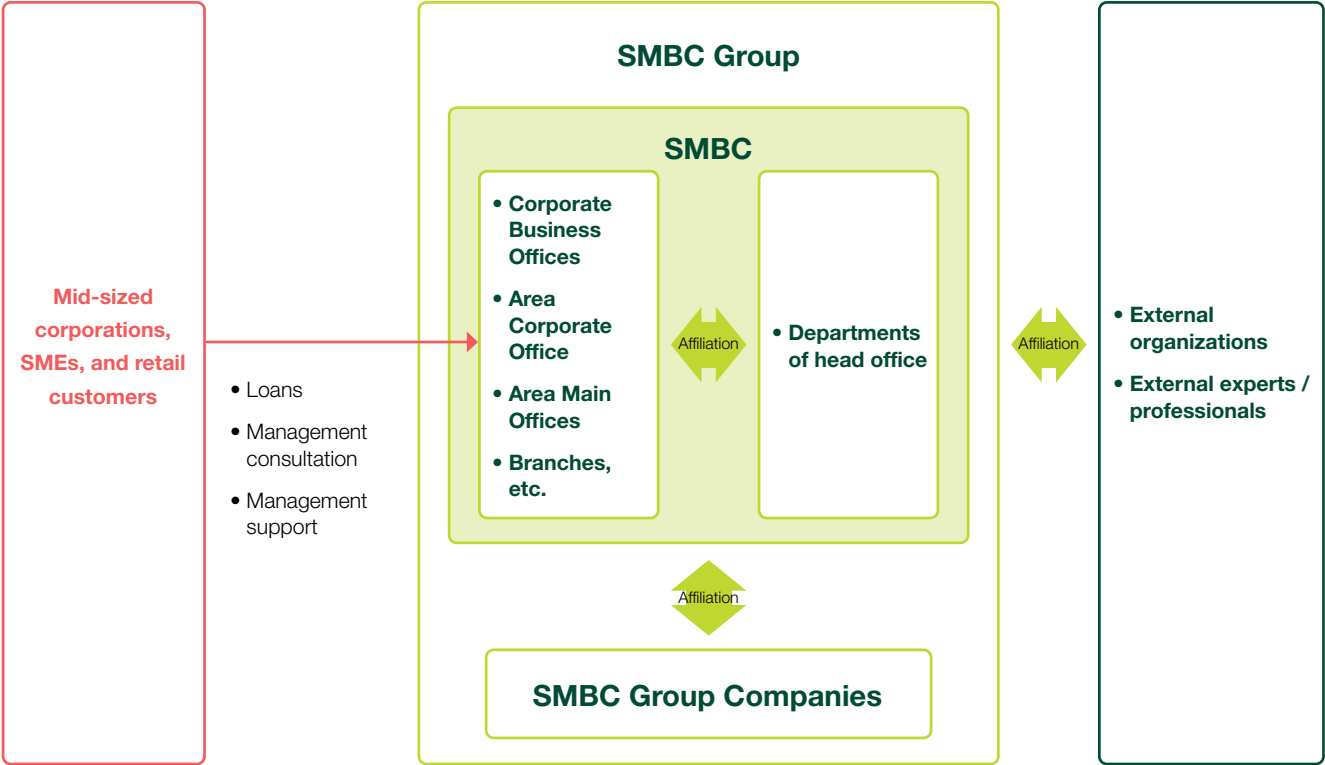 Mid-sized
corporations,
SMEs, and retail
customers
• Loans
• Management
consultation
• Management
support
SMBC Group
SMBC
• Corporate
Business
Offices
• Area
Corporate
Office
• Area Main
Offices
• Branches,
etc.
Affiliation
• Departments
of head office
Affiliation
SMBC Group Companies
Affiliation
• External
organizations
• External experts /
professionals